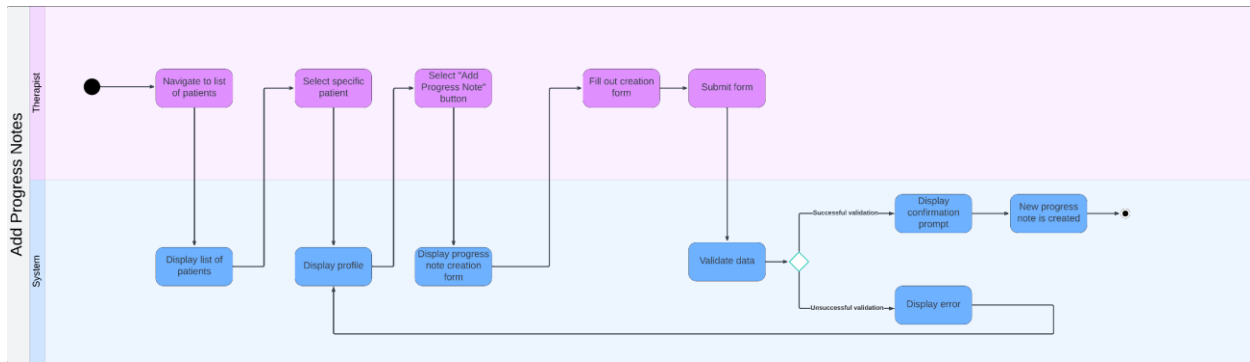 Add Progress Notes
Therapist
Navigate to list
of patients
Select specific
patient
Select "Add
Progress Note"
button
Fill out creation
form
Submit form
System
Display list of
patients
Display profile
Display progress
note creation
form
Validate data
Successful validation
Display
confirmation
prompt
New progress
note is created
Unsuccessful validation
Display error